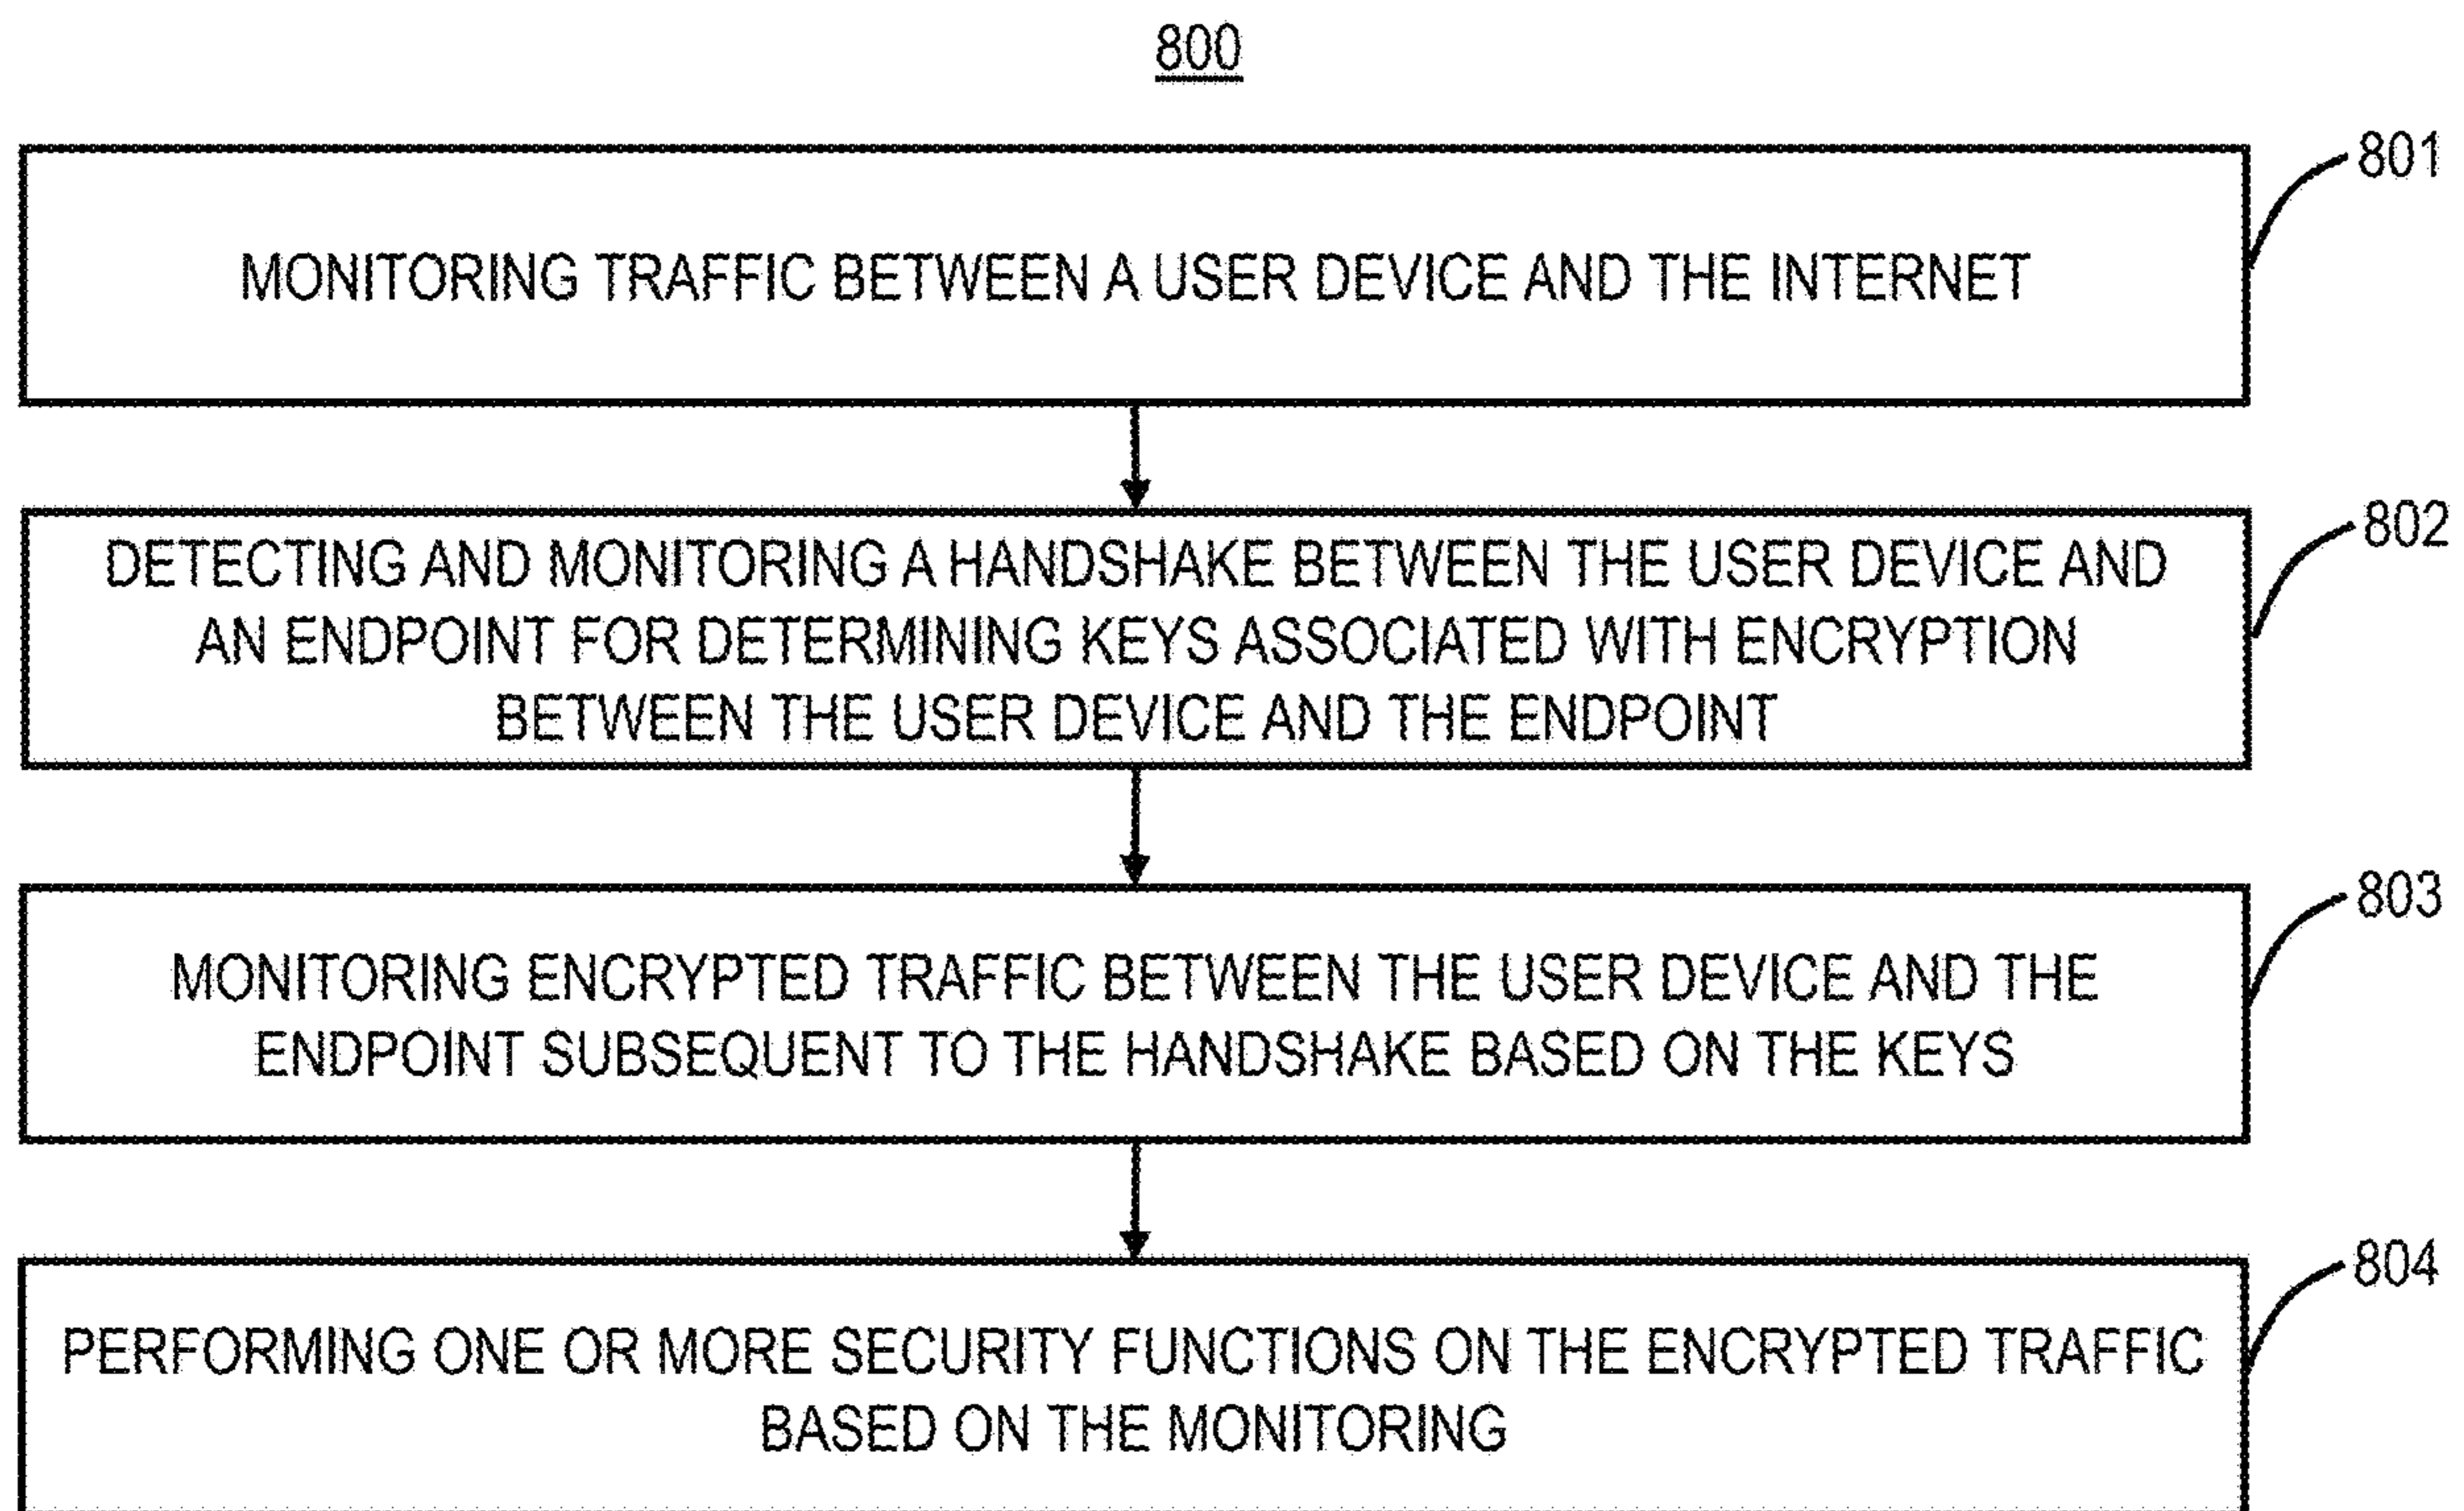 800
801
MONITORING TRAFFIC BETWEEN A USER DEVICE AND THE INTERNET
802
DETECTING AND MONITORING A HANDSHAKE BETWEEN THE USER DEVICE AND
AN ENDPOINT FOR DETERMINING KEYS ASSOCIATED WITH ENCRYPTION
BETWEEN THE USER DEVICE AND THE ENDPOINT
803
MONITORING ENCRYPTED TRAFFIC BETWEEN THE USER DEVICE AND THE
ENDPOINT SUBSEQUENT TO THE HANDSHAKE BASED ON THE KEYS
804
PERFORMING ONE OR MORE SECURITY FUNCTIONS ON THE ENCRYPTED TRAFFIC
BASED ON THE MONITORING